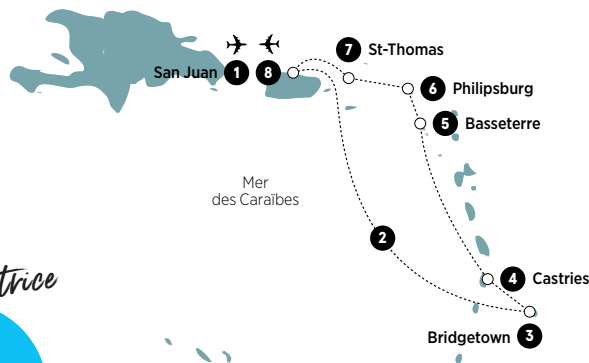 7 St-Thomas
San Juan 1 8
6 Philipsburg
5 Basseterre
Mer
des Caraïbes
2
4 Castries
Bridgetown 3